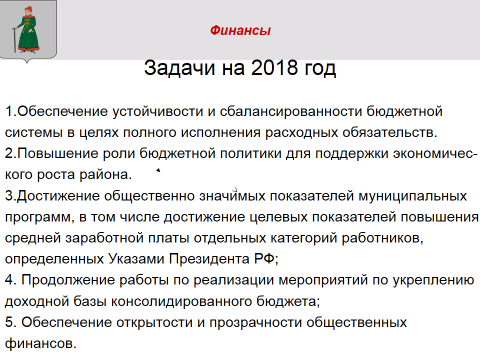 Финансы
Задачи на 2018 год
1.Обеспечение устойчивости и сбалансированности бюджетной
системы в целях полного исполнения расходных обязательств.
2.Повышение роли бюджетной политики для поддержки экономичес-
кого роста района.
3.Достижение общественно значимых показателей муниципальных
программ, в том числе достижение целевых показателей повышения
средней заработной платы отдельных категорий работников,
определенных Указами Президента РФ;
4. Продолжение работы по реализации мероприятий по укреплению
доходной базы консолидированного бюджета;
5. Обеспечение открытости и прозрачности общественных
финансов.